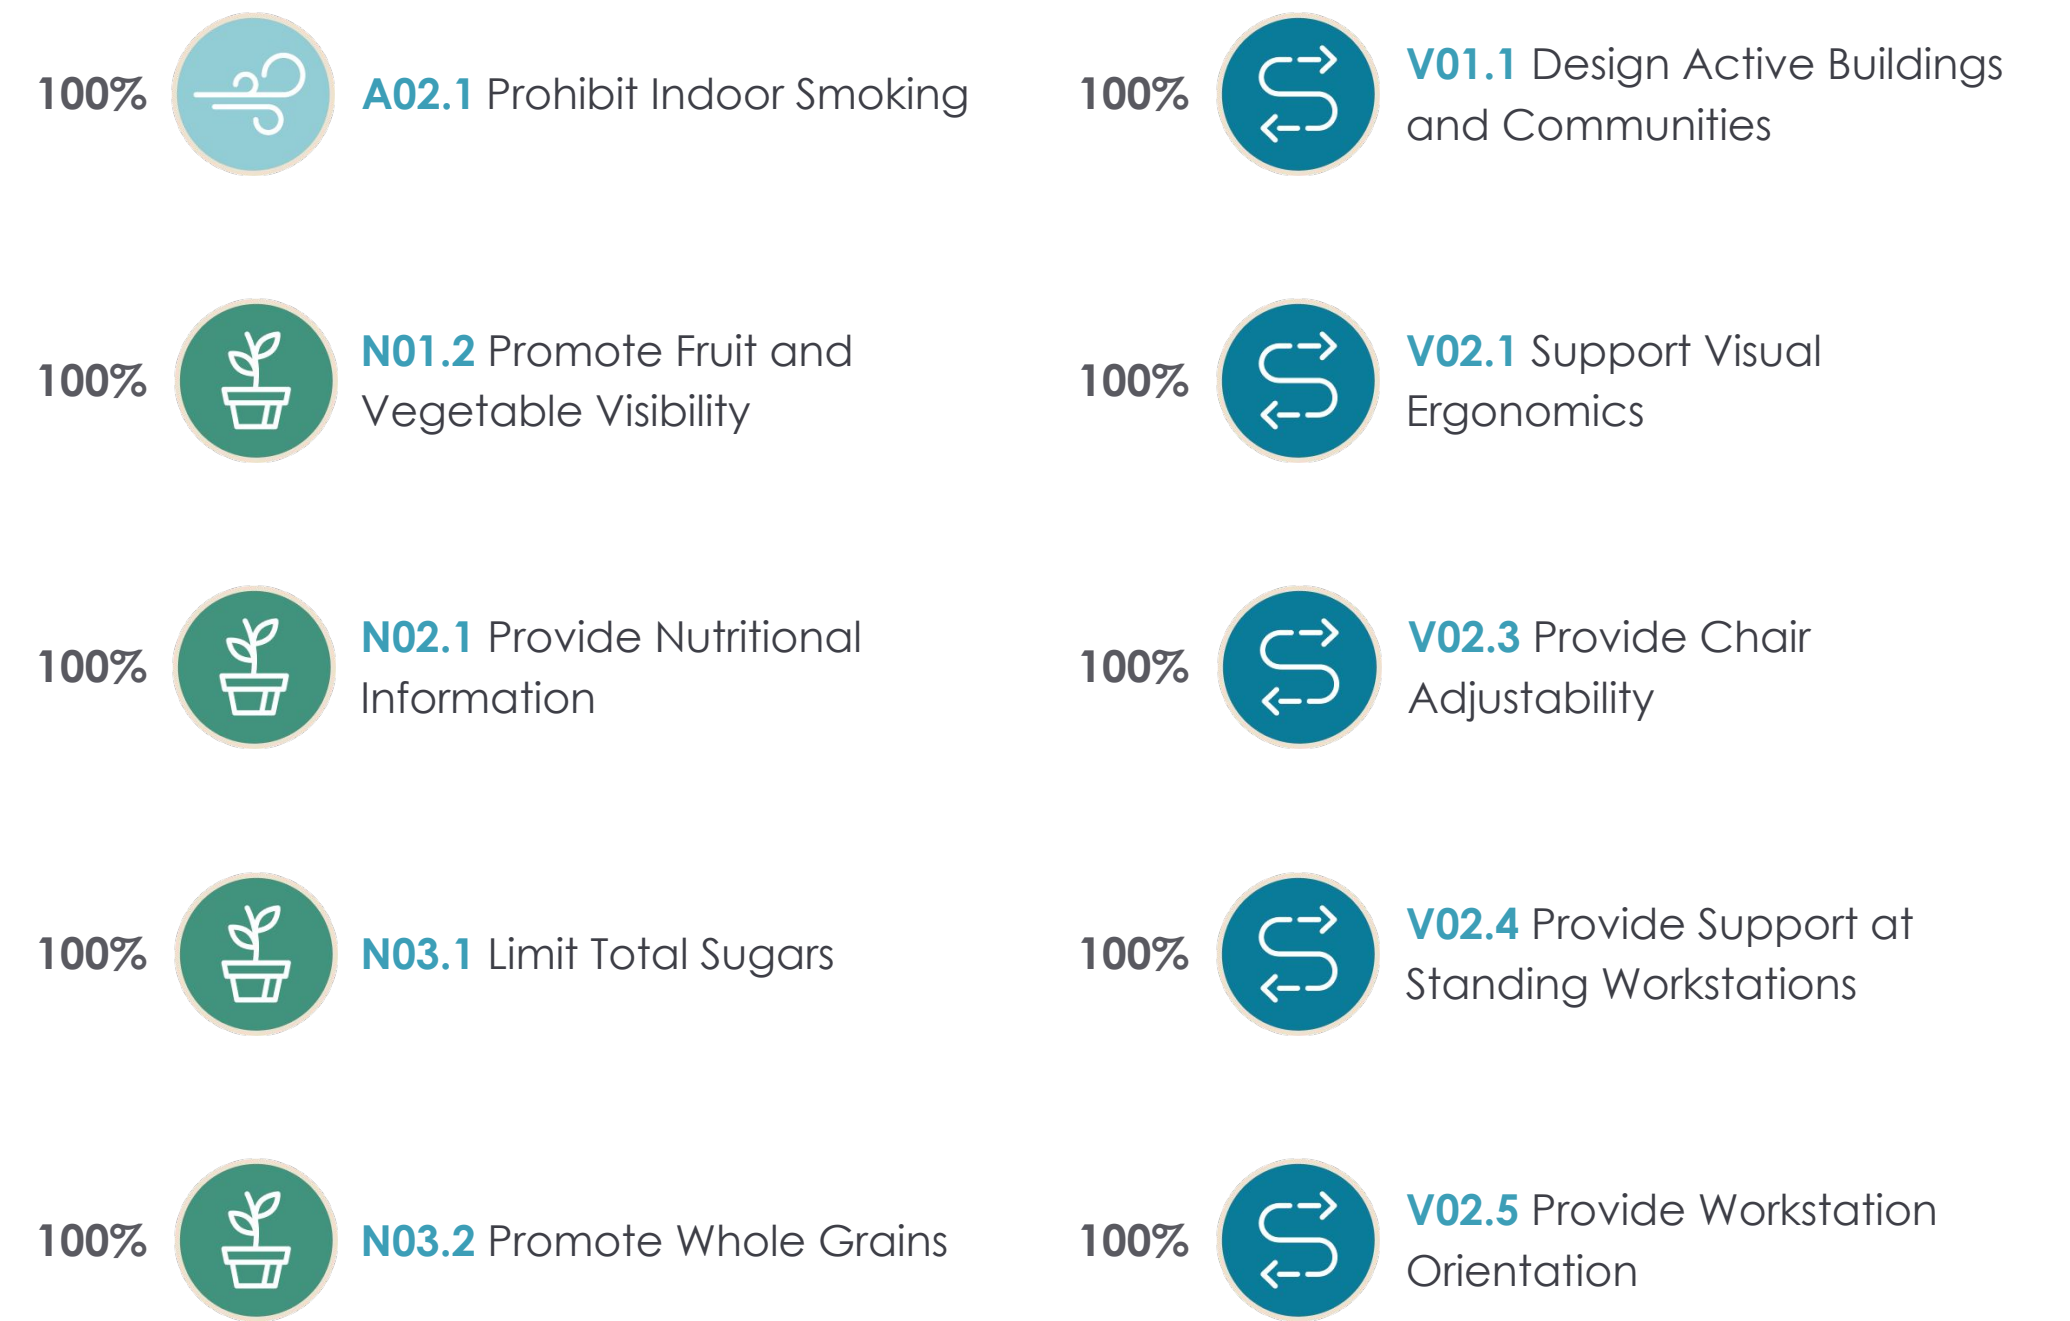 100%
A02.1 Prohibit Indoor Smoking
100%
N01.2 Promote Fruit and
Vegetable Visibility
100%
N02.1 Provide Nutritional
Information
100%
N03.1 Limit Total Sugars
100%
N03.2 Promote Whole Grains
100%
V01.1 Design Active Buildings
and Communities
100%
V02.1 Support Visual
Ergonomics
100%
V02.3 Provide Chair
Adjustability
100%
V02.4 Provide Support at
Standing Workstations
100%
V02.5 Provide Workstation
Orientation